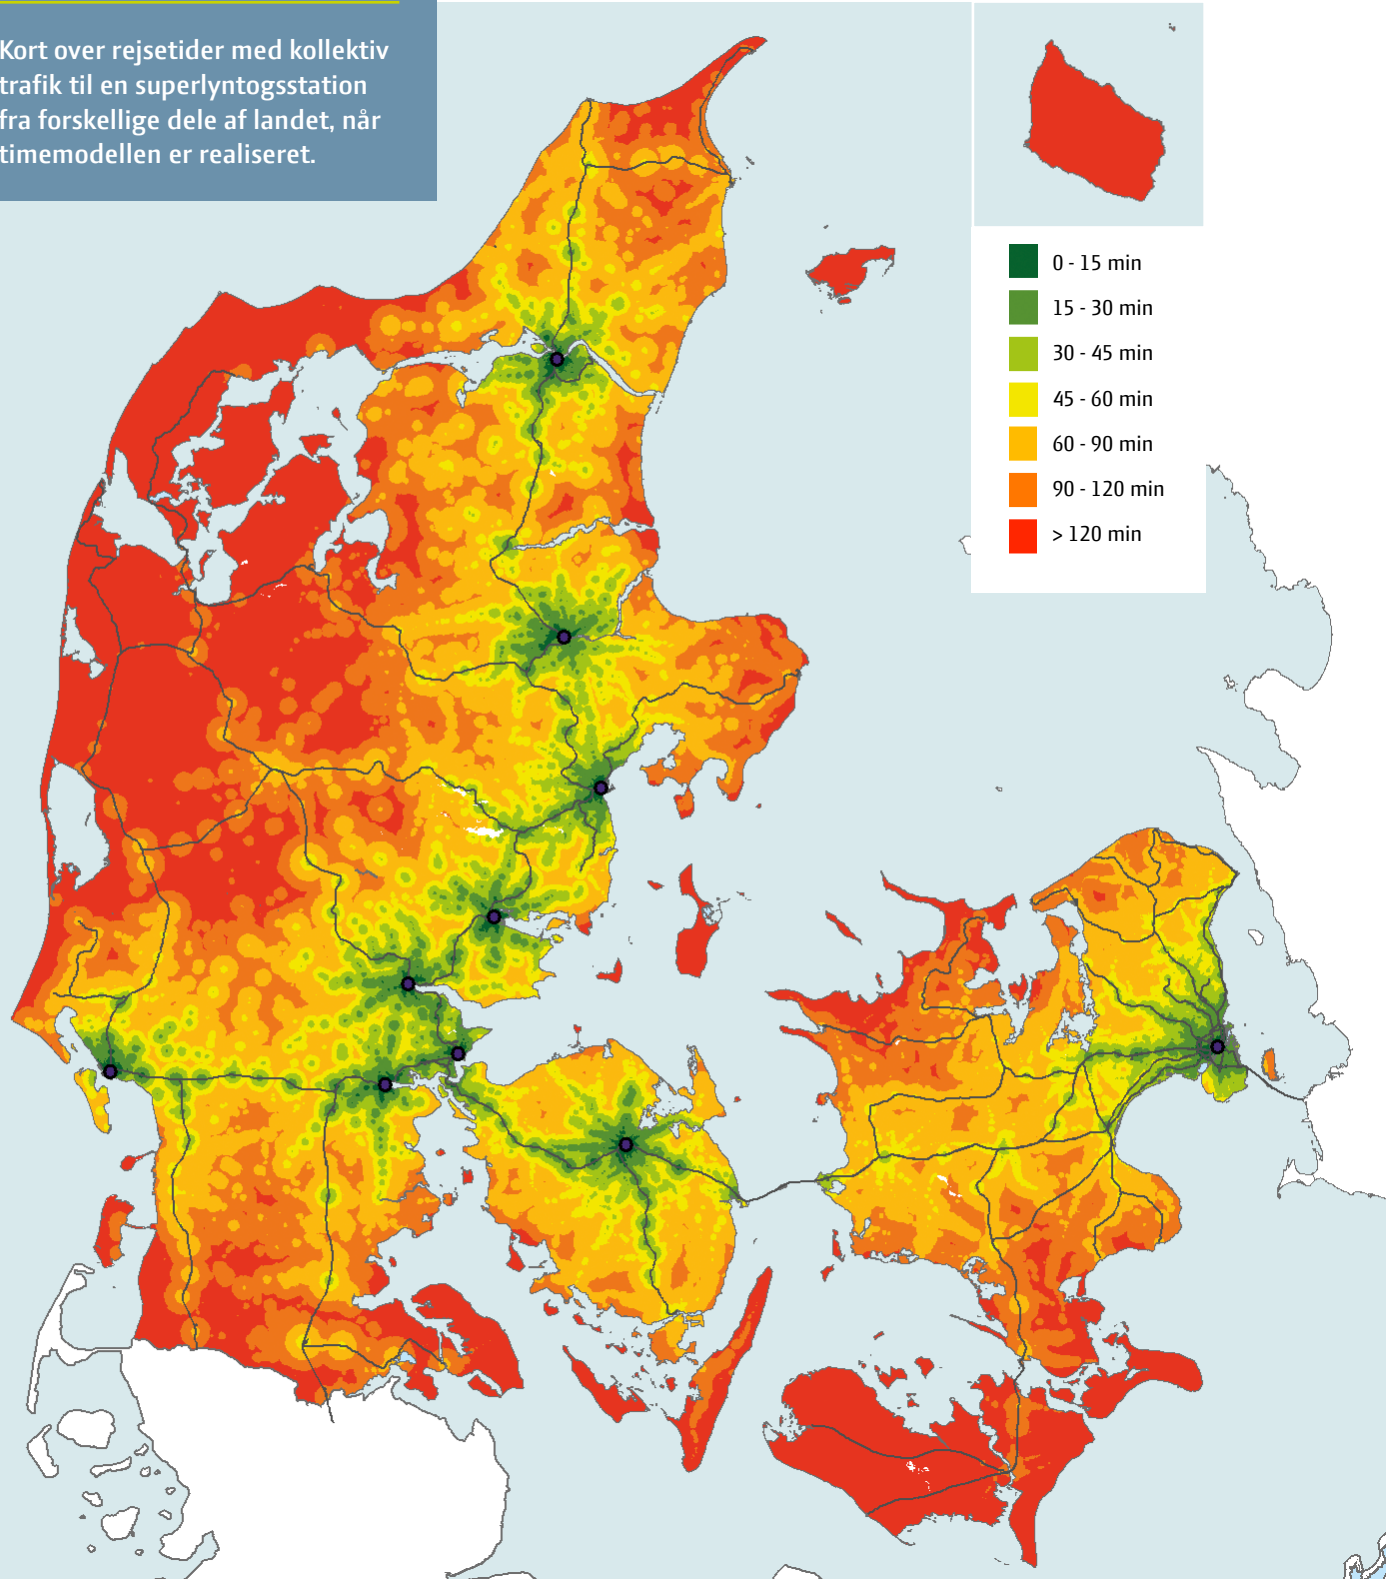 Kort over rejsetider med kollektiv
trafik til en superlyntogsstation
fra forskellige dele af landet, når
timemodellen er realiseret.
0 - 15 min
15 - 30 min
30 - 45 min
45 - 60 min
60 - 90 min
90 - 120 min
> 120 min